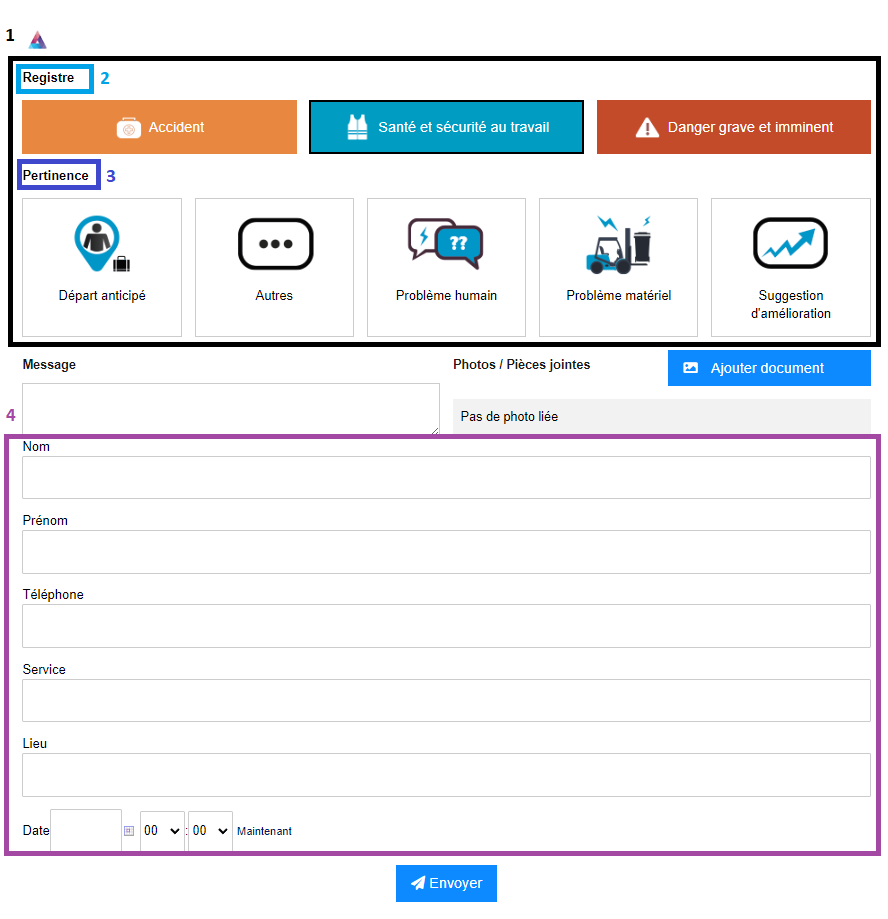 1
Registre 2
Accident
Santé et sécurité au travail
Danger grave et imminent
Pertinence 3
Départ anticipé
Autres
??
Problème humain
Problème matériel
Suggestion
d'amélioration
Message
Photos / Pièces jointes
Ajouter document
Pas de photo liée
4
Nom
Prénom
Téléphone
Service
Lieu
Date 00 : 00 Maintenant
Envoyer